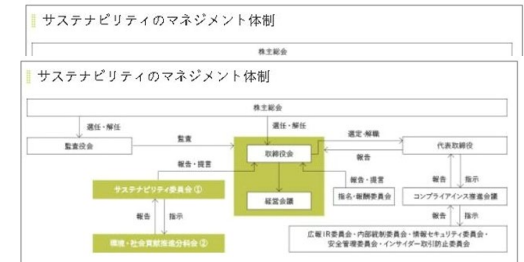 サステナビリティのマネジメント体制
株主総会
サステナビリティのマネジメント体制
株主総会
選任・解任
選任・解任
監査役会
監査
取締役会
選定・解職
報告
代表取締役
報告・提言
報告・提言
報告
指示
サステナビリティ委員会①
経営会議
指名・報酬委員会
コンプライアンス推進会議
報告
指示
報告
指示
環境・社会貢献推進分科会②
広報IR委員会・内部統制委員会・情報セキュリティ委員会・
安全管理委員会・インサイダー取引防止委員会